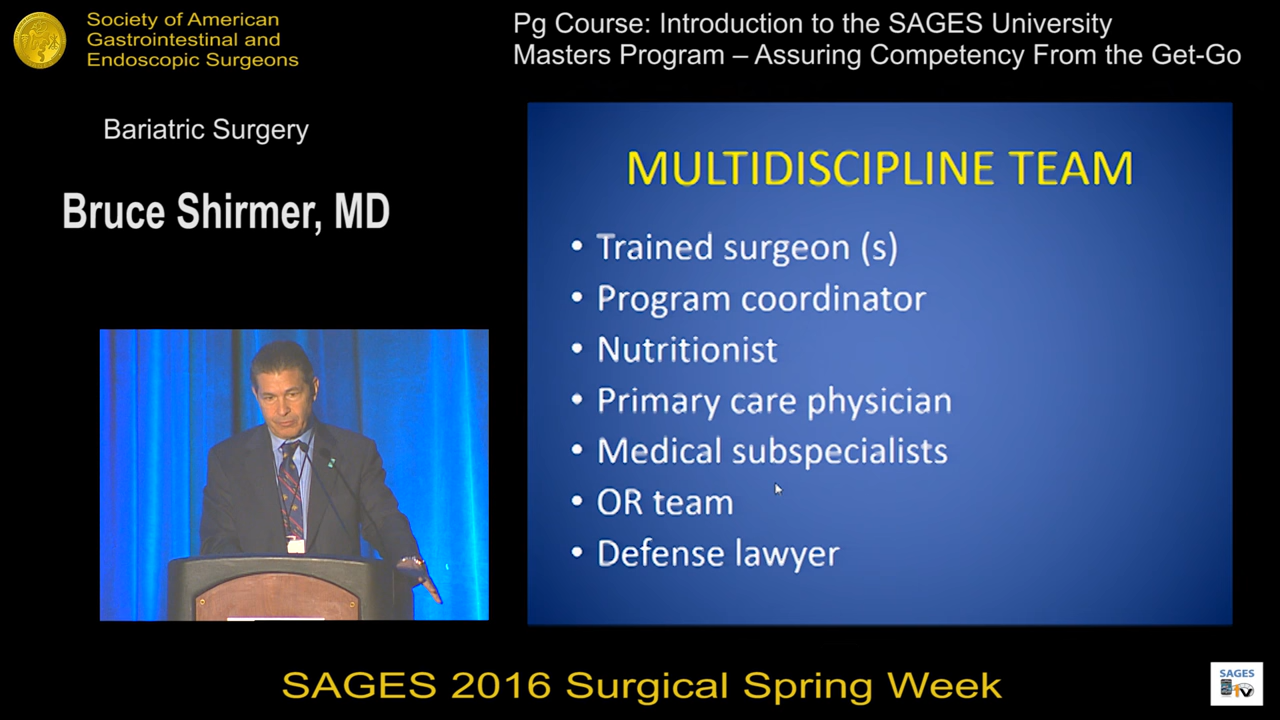 Society of American
Gastrointestinal and
Endoscopic Surgeons
Pg Course: Introduction to the SAGES University
Masters Program – Assuring Competency From the Get-Go
Bariatric Surgery
Bruce Shirmer, MD
MULTIDISCIPLINE TEAM
• Trained surgeon (s)
• Program coordinator
• Nutritionist
• Primary care physician
• Medical subspecialists
• OR team
• Defense lawyer
SAGES 2016 Surgical Spring Week
SAGES
TV